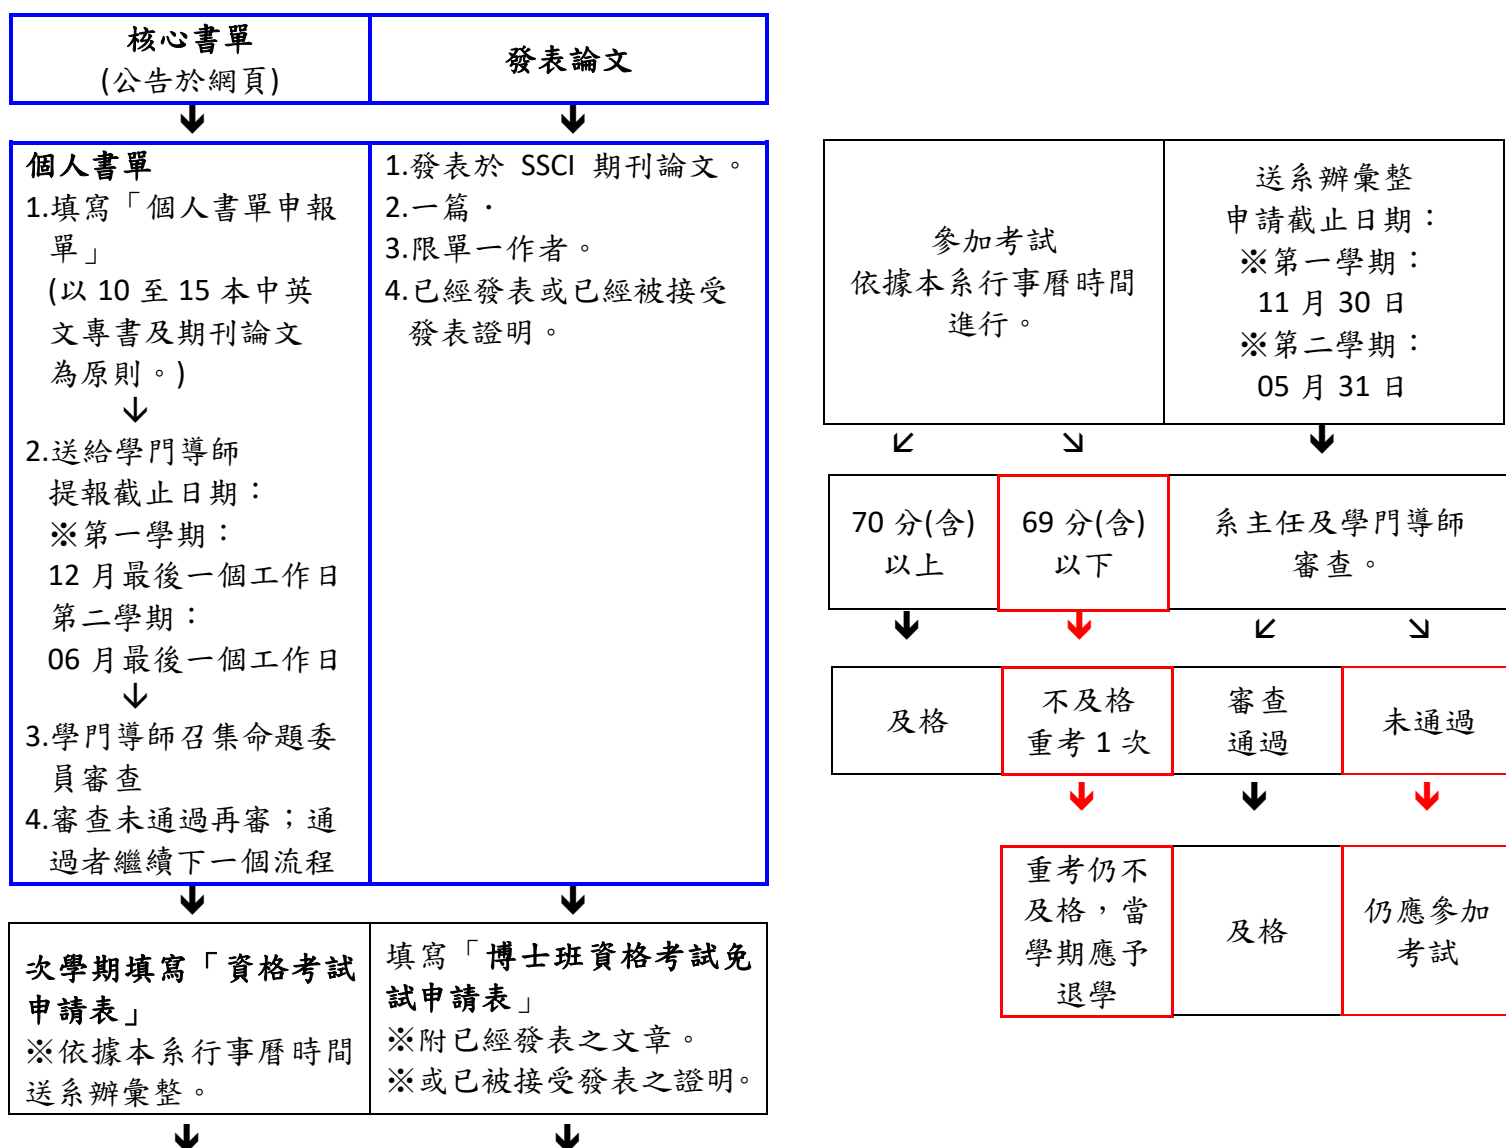 核心書單
(公告於網頁)
發表論文
個人書單
1.填寫「個人書單申報
單」
(以 10 至 15 本中英
文專書及期刊論文
為原則。)
2.送給學門導師
提報截止日期：
※第一學期：
12 月最後一個工作日
第二學期：
06 月最後一個工作日
3.學門導師召集命題委
員審查
4.審查未通過再審；通
過者繼續下一個流程
1.發表於 SSCI 期刊論文。
2.一篇．
3.限單一作者。
4.已經發表或已經被接受
發表證明。
次學期填寫「資格考試
申請表」
※依據本系行事曆時間
送系辦彙整。
填寫「博士班資格考試免
試申請表」
※附已經發表之文章。
※或已被接受發表之證明。
參加考試
依據本系行事曆時間
進行。
送系辦彙整
申請截止日期：
※第一學期：
11 月 30 日
※第二學期：
05 月 31 日
70 分(含)
以上
69 分(含)
以下
系主任及學門導師
審查。
及格
不及格
重考 1 次
審查
通過
未通過
重考仍不
及格，當
學期應予
退學
及格
仍應參加
考試